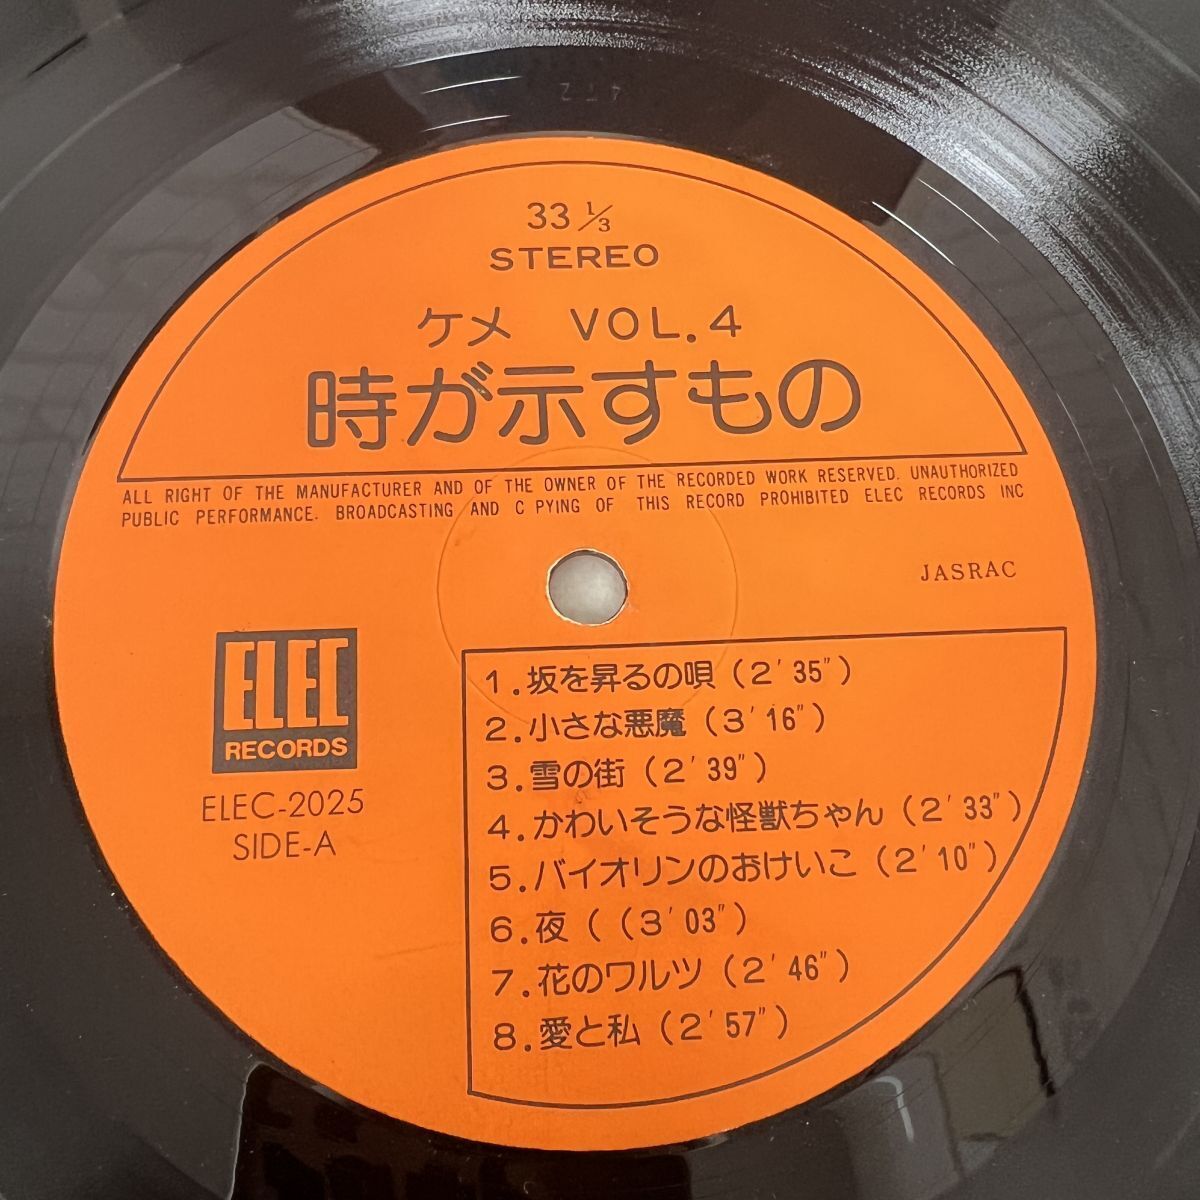 33 1/3
STEREO
ケメ VOL.4
時が示すもの
ALL RIGHT OF THE MANUFACTURER AND OF THE OWNER OF THE RECORDED WORK RESERVED. UNAUTHORIZED
PUBLIC PERFORMANCE. BROADCASTING AND C PYING OF THIS RECORD PROHIBITED ELEC RECORDS INC
JASRAC
ELEC
RECORDS
ELEC-2025
SIDE-A
1.坂を昇るの唄(2'35")
2.小さな悪魔(3'16")
3.雪の街(2'39")
4.かわいそうな怪獣ちゃん(2'33")
5.バイオリンのおけいこ(2'10")
6.夜((3'03")
7.花のワルツ(2'46")
8.愛と私(2'57")